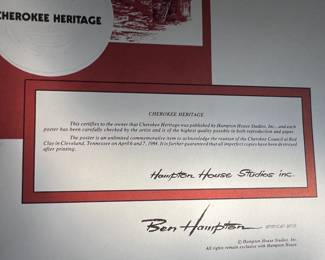 CHEROKEE HERITAGE
CHEROKEE HERITAGE
This certifies to the owner that Cherokee Heritage was published by Hampton House Studios, Inc., and each
poster has been carefully checked by the artist and is of the highest quality possible in both reproduction and paper.
The poster is an unlimited commemorative item to acknowledge the reunion of the Cherokee Council at Red
Clay in Cleveland, Tennessee on April 6 and 7, 1984. It is further guaranteed that all imperfect copies have been destroyed
after printing.
Hampton House Studios inc.
Ben Hampton
© Hampton House Studios, Inc.
All rights remain exclusive with Hampton House